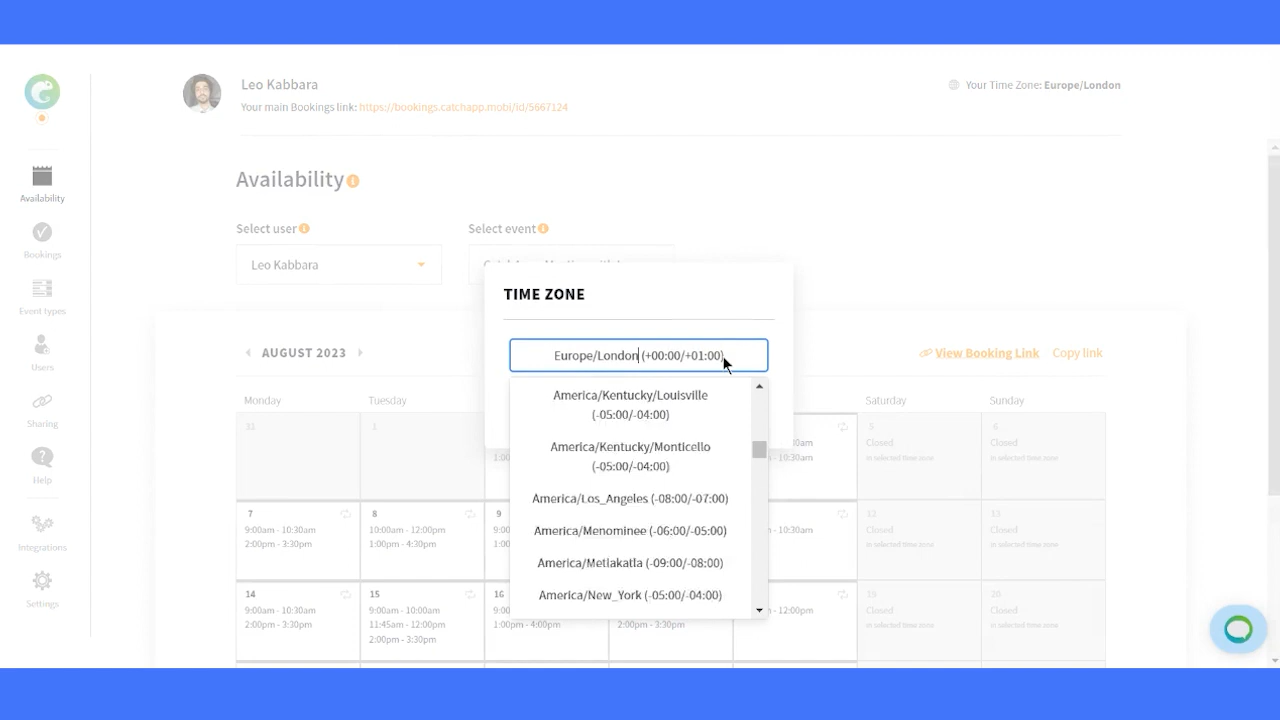 Leo Kabbara
Your main Bookings link: https://bookings.catchapp.mobi/id/5667124
Your Time Zone: Europe/London
Availability
Bookings
Event types
Users
Sharing
Help
Integrations
Settings
Availability
Select user
Select event
Leo Kabbara
TIME ZONE
Europe/London (+00:00/+01:00)
America/Kentucky/Louisville
(-05:00/-04:00)
America/Kentucky/Monticello
(-05:00/-04:00)
America/Los_Angeles (-08:00/-07:00)
America/Menominee (-06:00/-05:00)
America/Metlakatla (-09:00/-08:00)
America/New_York (-05:00/-04:00)
AUGUST 2023
View Booking Link
Copy link
Monday
Tuesday
Saturday
Sunday
31
1
5
Closed
in selected time zone
6
Closed
in selected time zone
7
9:00am - 10:30am
2:00pm - 3:30pm
8
10:00am - 12:00pm
1:00pm - 4:30pm
9
12
Closed
in selected time zone
13
Closed
in selected time zone
14
9:00am - 10:30am
2:00pm - 3:30pm
15
9:00am - 10:00am
11:45am - 12:00pm
2:00pm - 3:30pm
16
1:00pm - 4:00pm
2:00pm - 3:30pm
- 12:00pm
19
Closed
in selected time zone
20
Closed
in selected time zone